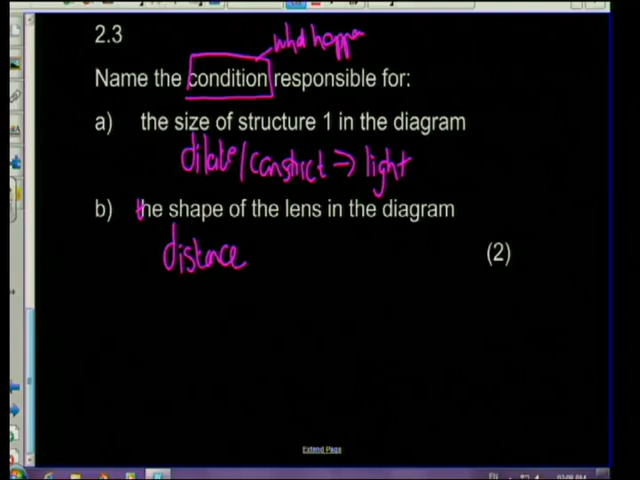 2.3
what happen
Name the condition responsible for:
a) the size of structure 1 in the diagram
dilate/constrict → light
b) the shape of the lens in the diagram
distance
(2)
Extend Page
EN